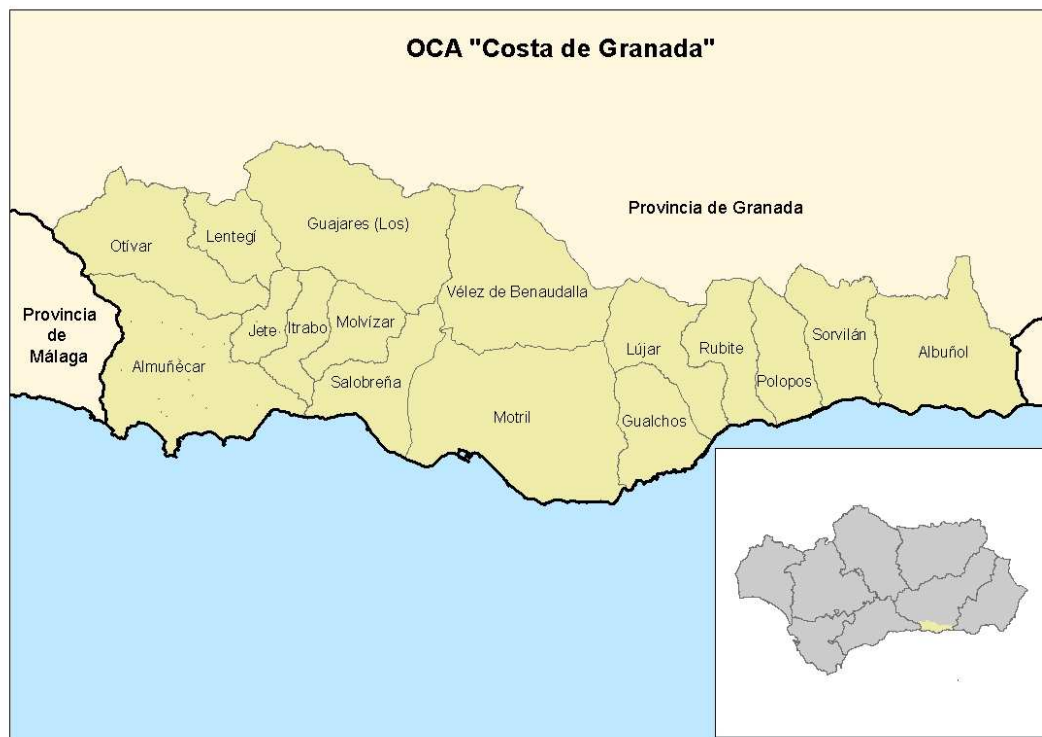 OCA "Costa de Granada"
Provincia de Granada
Guajares (Los)
Lentegí
Otívar
Vélez de Benaudalla
Provincia
de
Málaga
Jete
Itrabo
Molvízar
Almuñécar
Salobreña
Motril
Lújar
Gualchos
Rubite
Polopos
Sorvilán
Albuñol